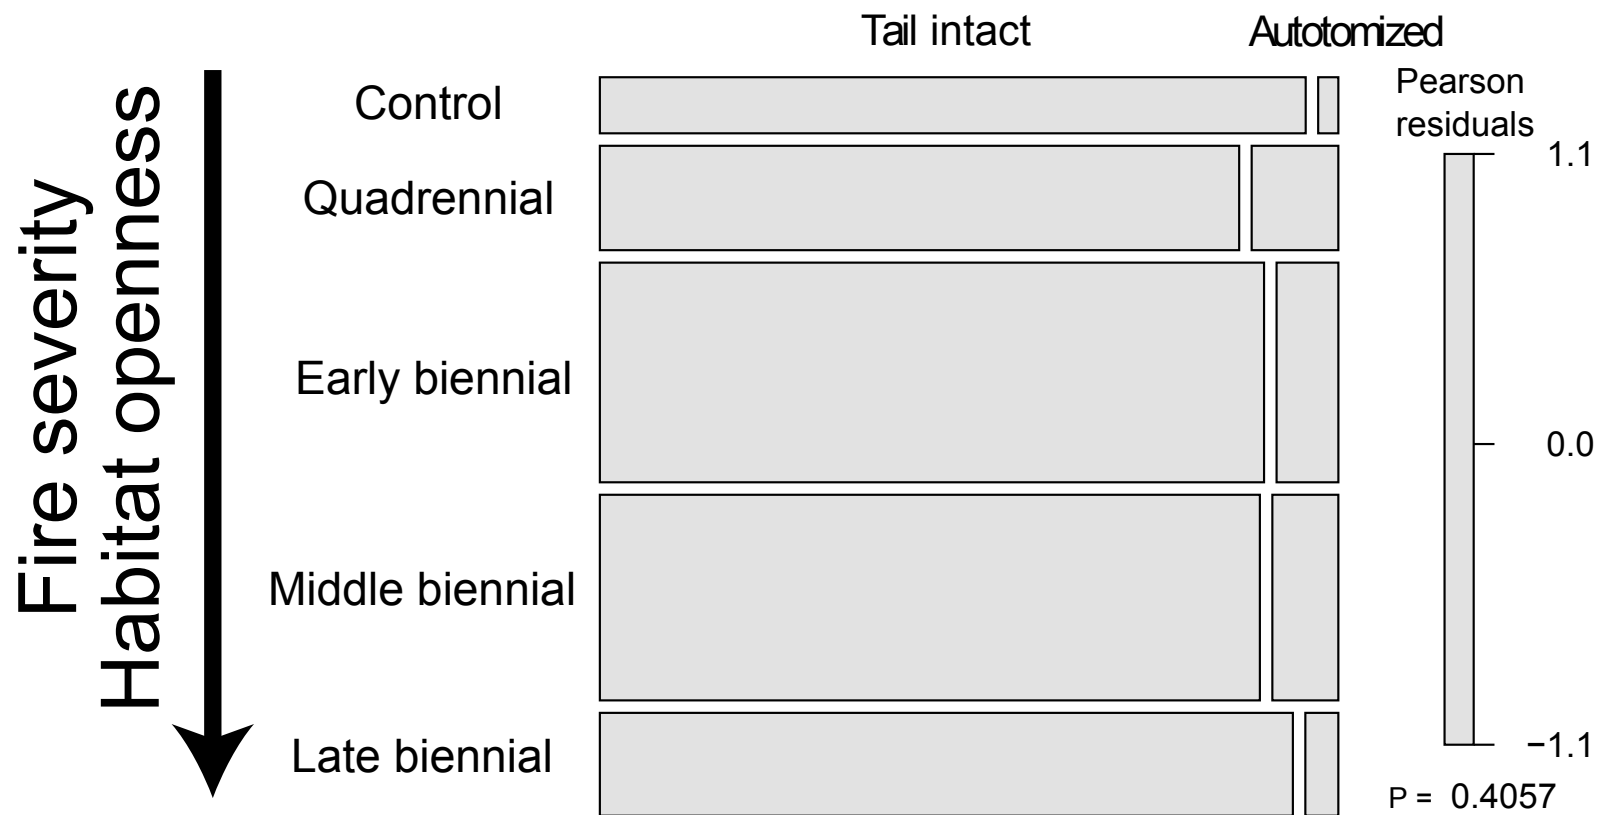 Tail intact
Autotomized
Fire severity
Habitat openness
Control
Quadrennial
Early biennial
Middle biennial
Late biennial
Pearson
residuals
1.1
0.0
−1.1
P = 0.4057